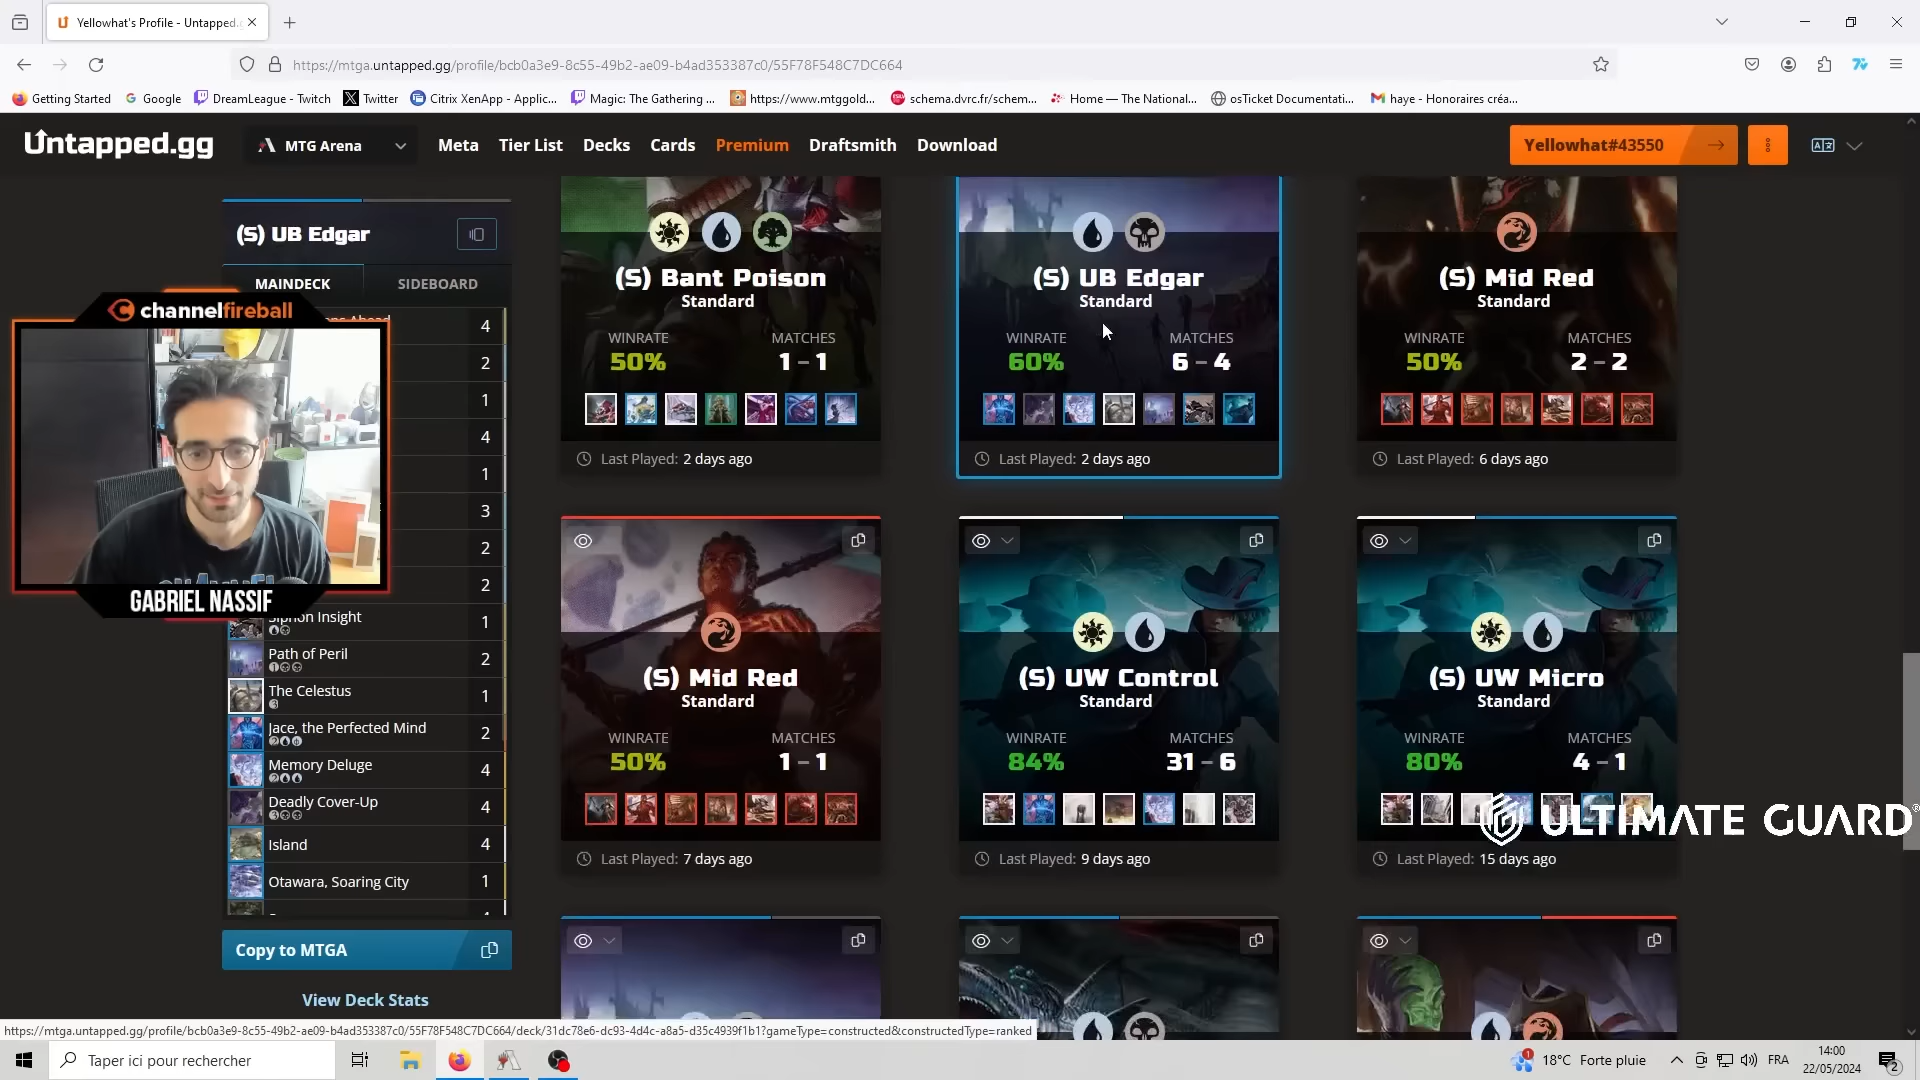 Yellowhat's Profile - Untapped.g
https://mtga.untapped.gg/profile/bcb0a3e9-8c55-49b2-ae09-b4ad353387c0/55F78F548C7DC664
Getting Started
Google
DreamLeague - Twitch
Twitter
Citrix XenApp - Applic...
Magic: The Gathering ...
https://www.mtggold...
schema.dvrc.fr/schem...
Home — The National...
osTicket Documentati...
haye - Honoraires créa...
Untapped.gg
MTG Arena
Meta
Tier List
Decks
Cards
Premium
Draftsmith
Download
Yellowhat#43550
(S) UB Edgar
MAINDECK
SIDEBOARD
channelfireball
4
2
1
4
1
3
2
2
GABRIEL NASSIF
Siphon Insight
1
Path of Peril
2
The Celestus
1
Jace, the Perfected Mind
2
Memory Deluge
4
Deadly Cover-Up
4
Island
4
Otawara, Soaring City
1
Copy to MTGA
View Deck Stats
(S) Bant Poison
Standard
WINRATE
MATCHES
50%
1 – 1
Last Played: 2 days ago
(S) UB Edgar
Standard
WINRATE
MATCHES
60%
6 – 4
Last Played: 2 days ago
(S) Mid Red
Standard
WINRATE
MATCHES
50%
2 – 2
Last Played: 6 days ago
(S) Mid Red
Standard
WINRATE
MATCHES
50%
1 – 1
Last Played: 7 days ago
(S) UW Control
Standard
WINRATE
MATCHES
84%
31 – 6
Last Played: 9 days ago
(S) UW Micro
Standard
WINRATE
MATCHES
80%
4 – 1
Last Played: 15 days ago
ULTIMATE GUARD®
https://mtga.untapped.gg/profile/bcb0a3e9-8c55-49b2-ae09-b4ad353387c0/55F78F548C7DC664/deck/31dc78e6-dc93-4d4c-a8a5-d35c4939f1b1?gameType=constructed&constructedType=ranked
Taper ici pour rechercher
1
18°C Forte pluie
FRA
14:00
22/05/2024
2